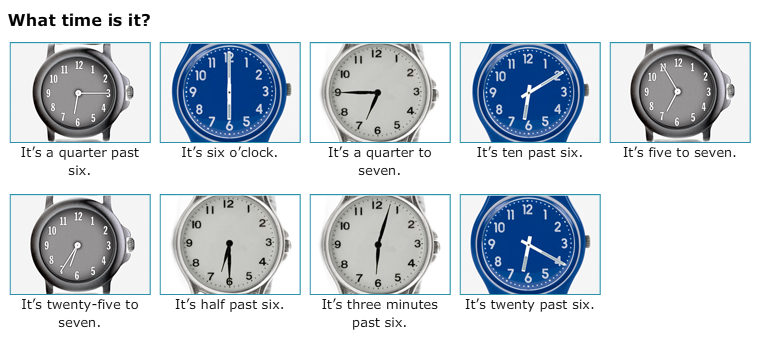 What time is it?
It's a quarter past
six.
It's six o'clock.
It's a quarter to
seven.
It's ten past six.
It's five to seven.
It's twenty-five to
seven.
It's half past six.
It's three minutes
past six.
It's twenty past six.